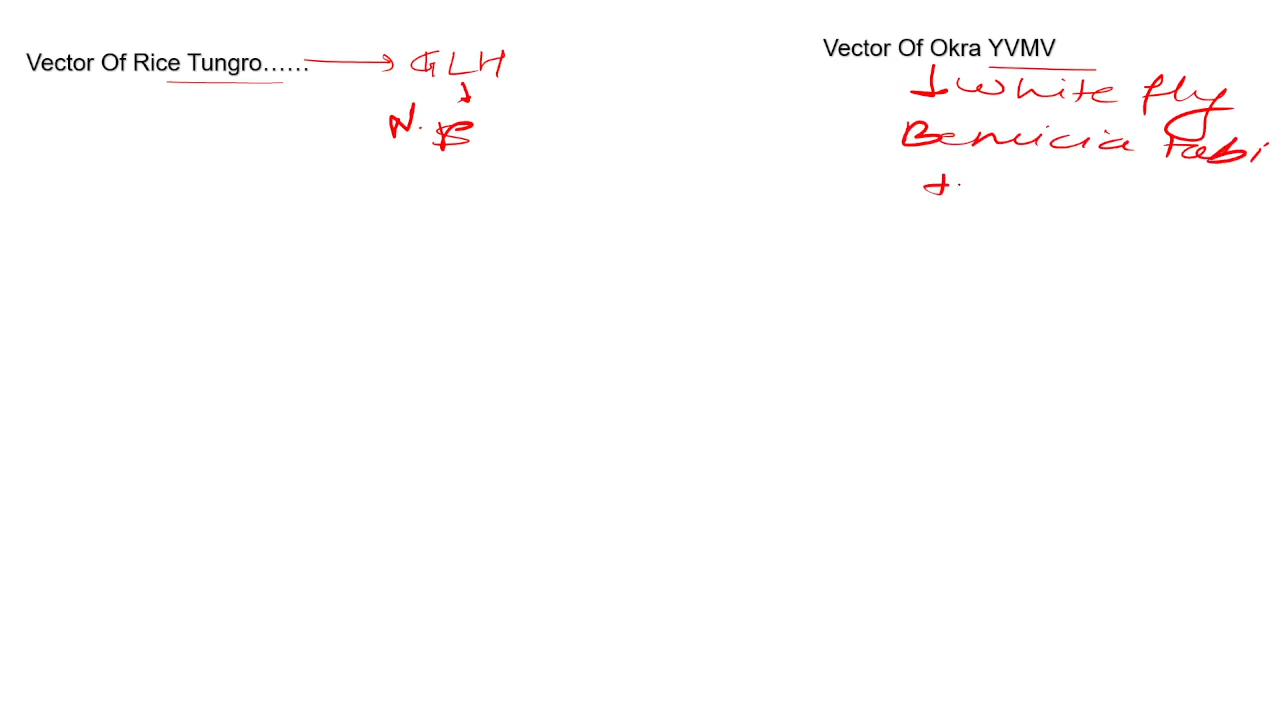 Vector Of Rice Tungro…… → GLH
↓
N.
Vector Of Okra YVMV
↓ White fly
Bemicia tabi